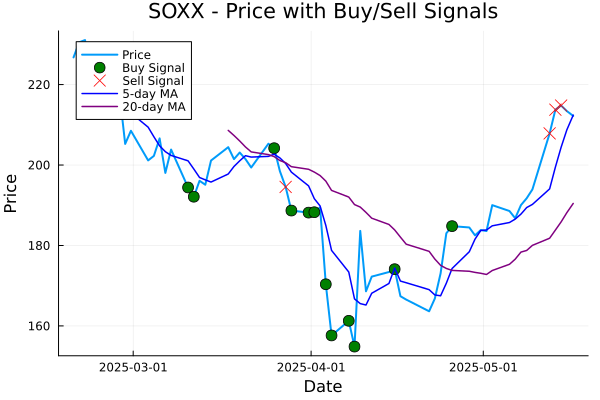 SOXX - Price with Buy/Sell Signals
Price
Buy Signal
Sell Signal
5-day MA
20-day MA
220
200
180
160
Price
2025-03-01
2025-04-01
2025-05-01
Date